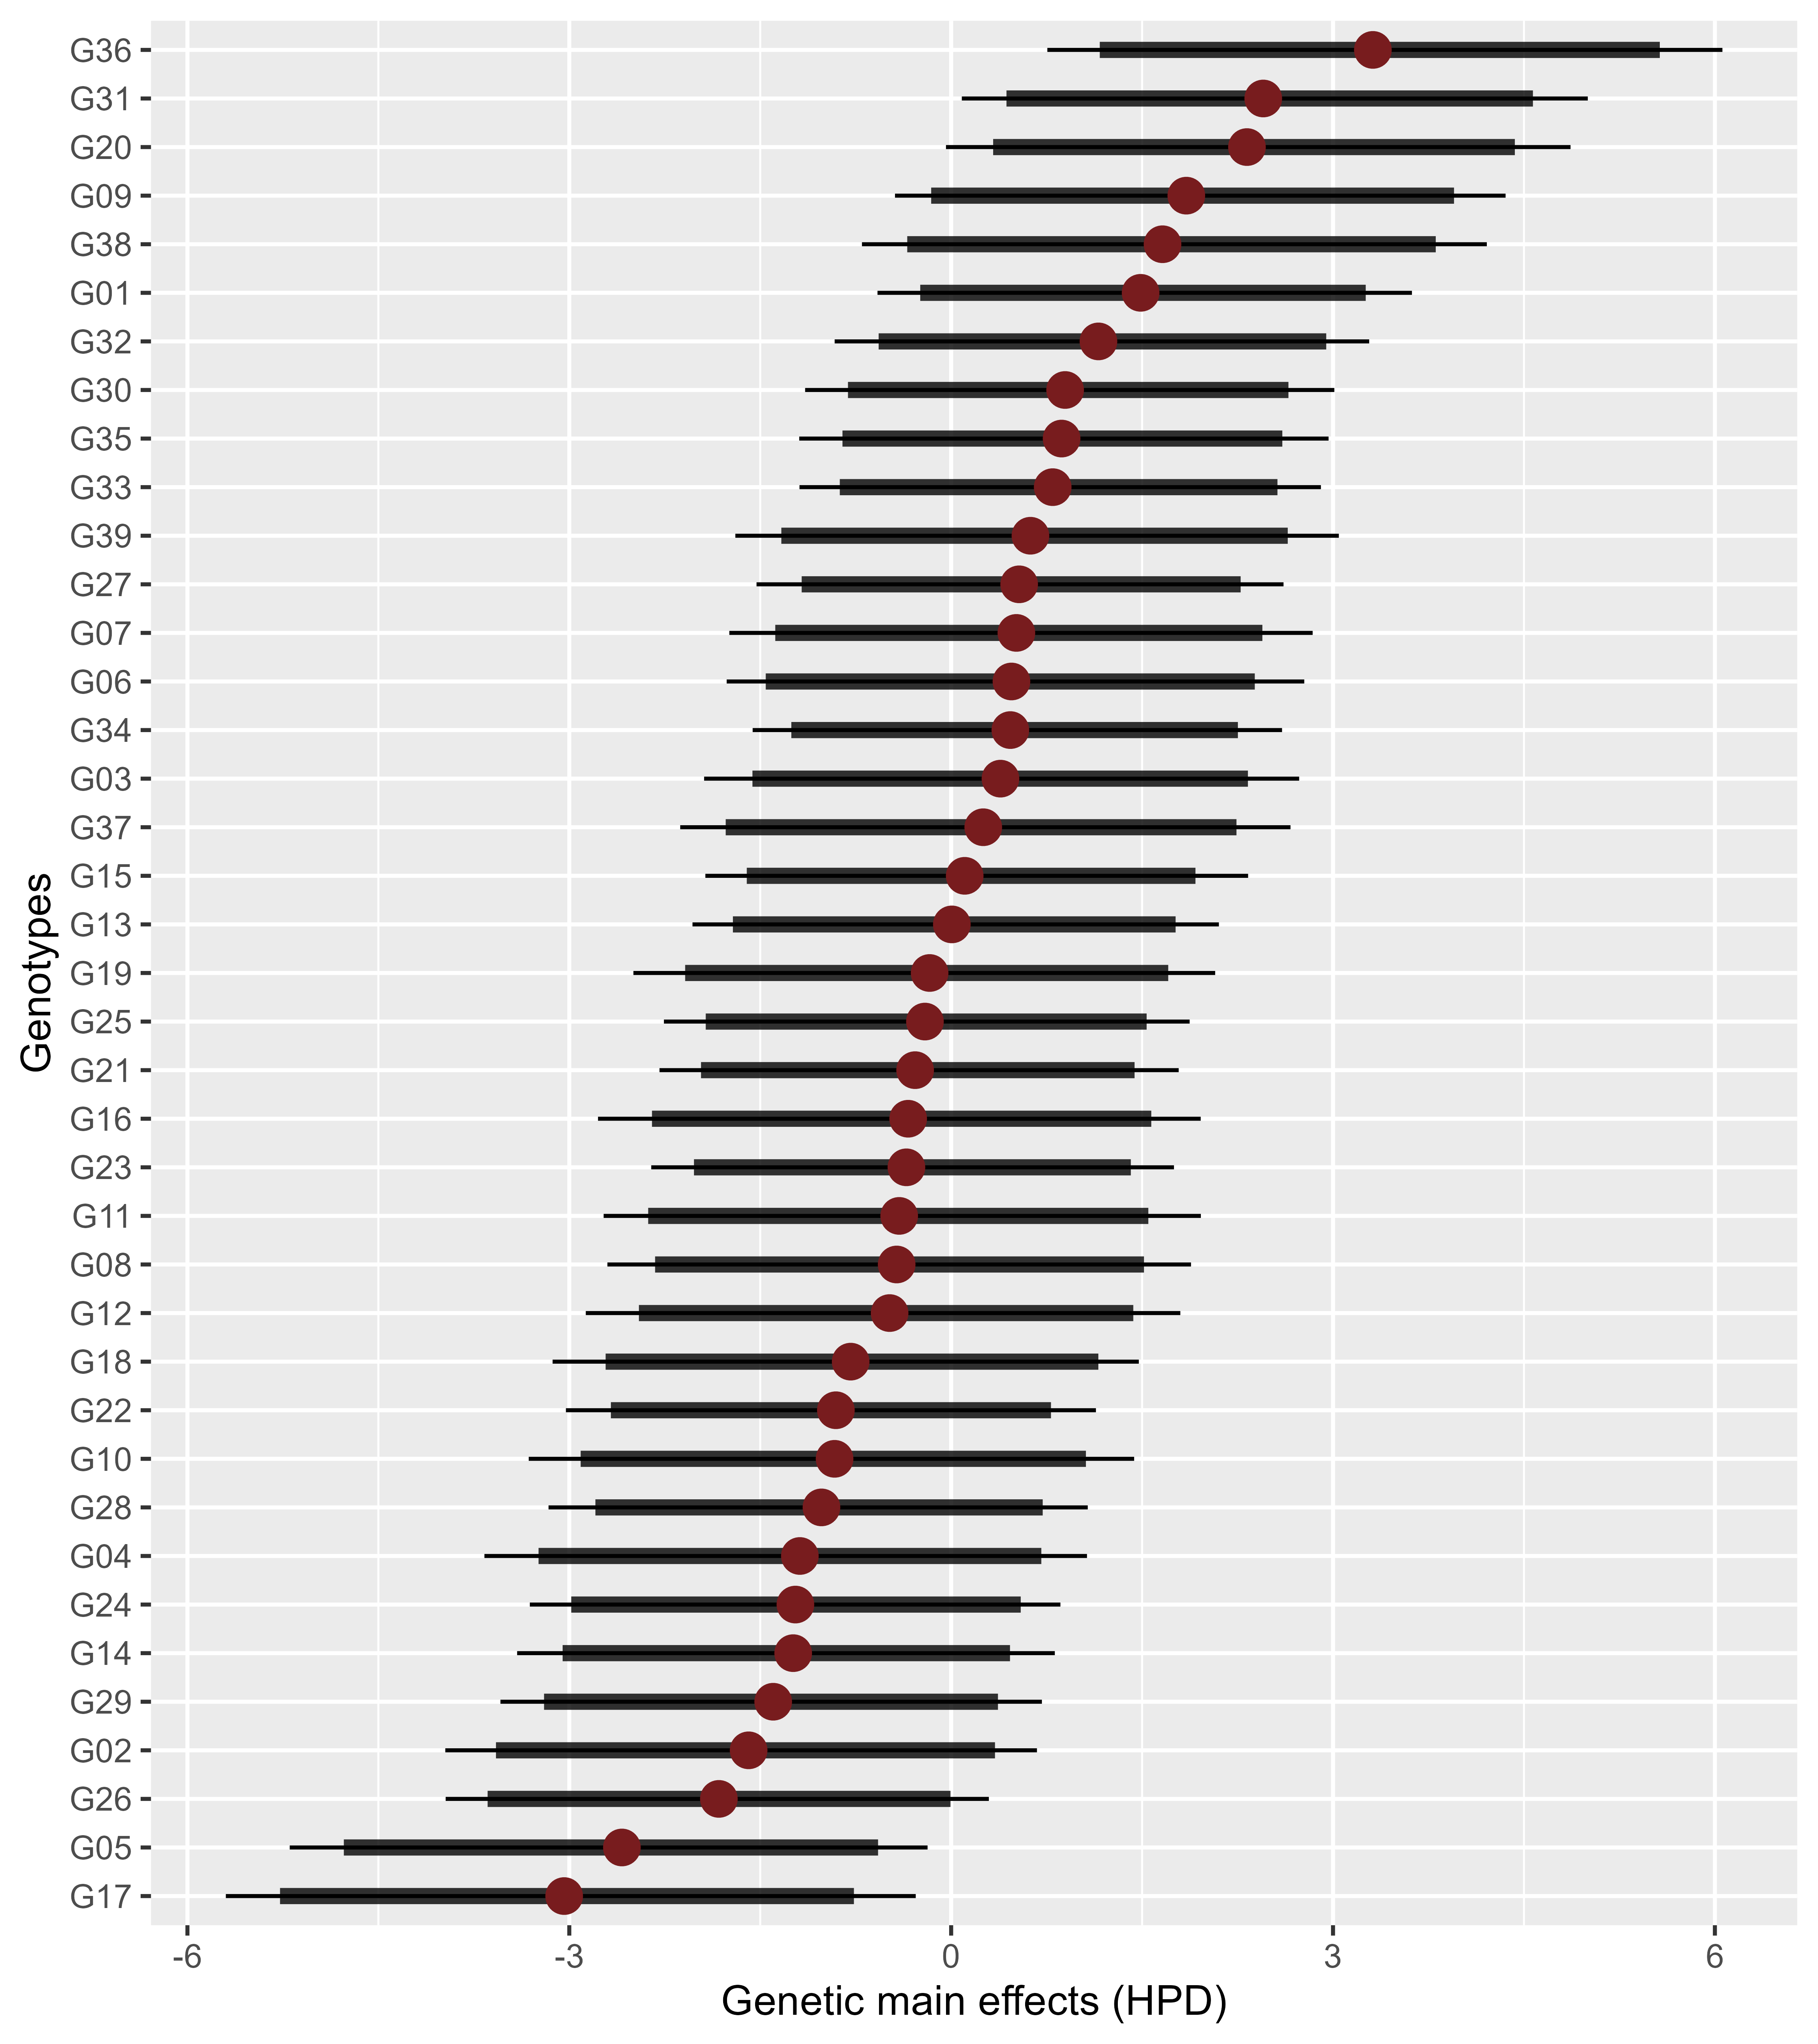 Genotypes
G36
G31
G20
G09
G38
G01
G32
G30
G35
G33
G39
G27
G07
G06
G34
G03
G37
G15
G13
G19
G25
G21
G16
G23
G11
G08
G12
G18
G22
G10
G28
G04
G24
G14
G29
G02
G26
G05
G17
-6 -3 0 3 6
Genetic main effects (HPD)